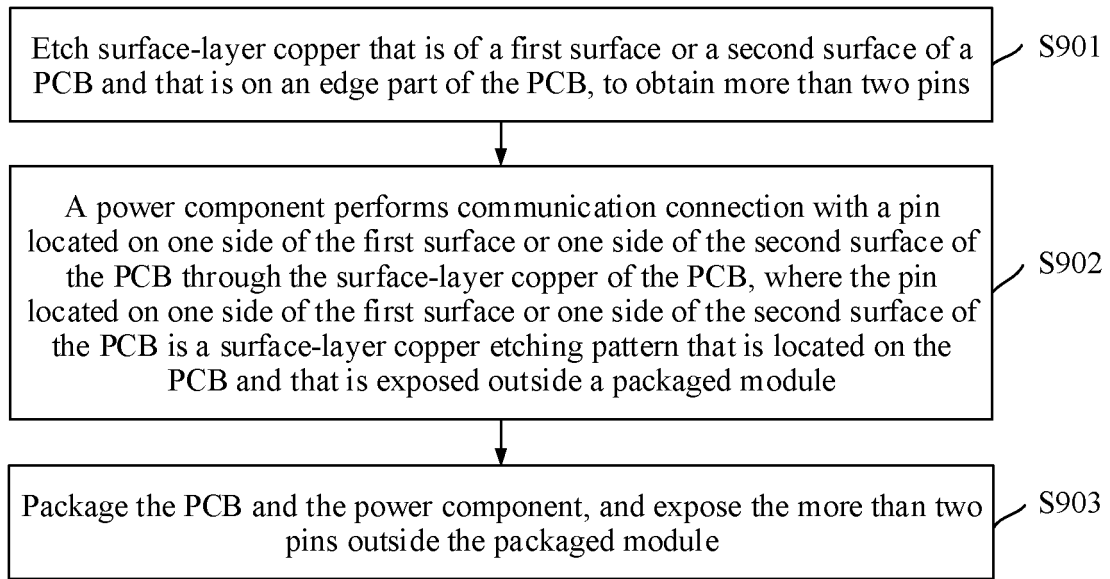 Etch surface-layer copper that is of a first surface or a second surface of a
PCB and that is on an edge part of the PCB, to obtain more than two pins
S901
A power component performs communication connection with a pin
located on one side of the first surface or one side of the second surface of
the PCB through the surface-layer copper of the PCB, where the pin
located on one side of the first surface or one side of the second surface of
the PCB is a surface-layer copper etching pattern that is located on the
PCB and that is exposed outside a packaged module
S902
Package the PCB and the power component, and expose the more than two
pins outside the packaged module
S903